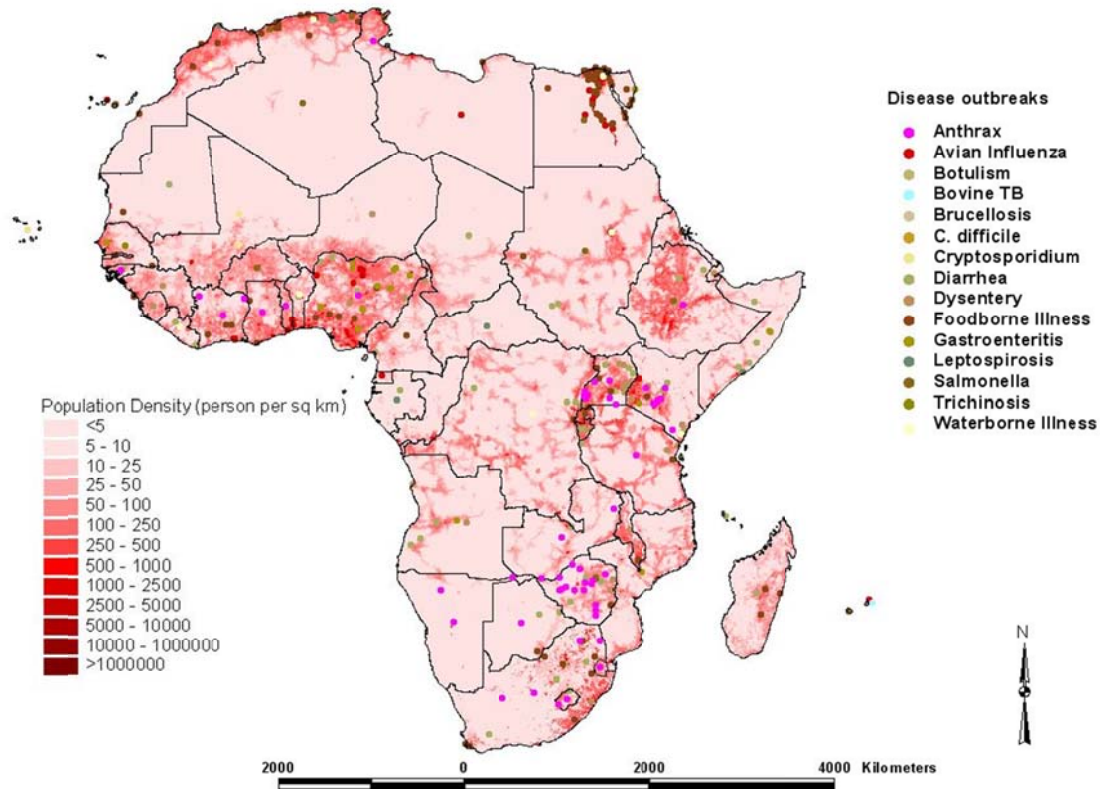 Disease outbreaks
Anthrax
Avian Influenza
Botulism
Bovine TB
Brucellosis
C. difficile
Cryptosporidium
Diarrhea
Dysentery
Foodborne Illness
Gastroenteritis
Leptospirosis
Salmonella
Trichinosis
Waterborne Illness
Population Density (person per sq km)
<5
5 - 10
10 - 25
25 - 50
50 - 100
100 - 250
250 - 500
500 - 1000
1000 - 2500
2500 - 5000
5000 - 10000
10000 - 1000000
>1000000
N
2000 0 2000 4000 Kilometers